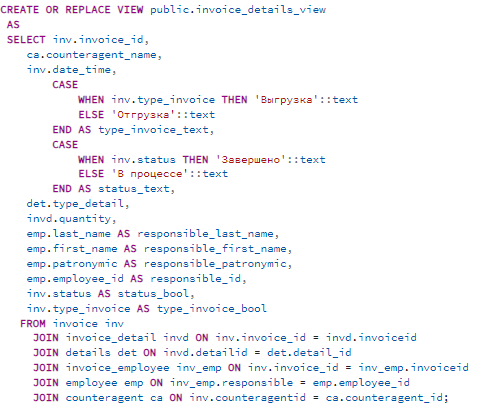 CREATE OR REPLACE VIEW public.invoice_details_view
AS
SELECT inv.invoice_id,
ca.counteragent_name,
inv.date_time,
CASE
WHEN inv.type_invoice THEN 'Выгрузка'::text
ELSE 'Отгрузка'::text
END AS type_invoice_text,
CASE
WHEN inv.status THEN 'Завершено'::text
ELSE 'В процессе'::text
END AS status_text,
det.type_detail,
invd.quantity,
emp.last_name AS responsible_last_name,
emp.first_name AS responsible_first_name,
emp.patronymic AS responsible_patronymic,
emp.employee_id AS responsible_id,
inv.status AS status_bool,
inv.type_invoice AS type_invoice_bool
FROM invoice inv
JOIN invoice_detail invd ON inv.invoice_id = invd.invoiceid
JOIN details det ON invd.detailid = det.detail_id
JOIN invoice_employee inv_emp ON inv.invoice_id = inv_emp.invoiceid
JOIN employee emp ON inv_emp.responsible = emp.employee_id
JOIN counteragent ca ON inv.counteragentid = ca.counteragent_id;